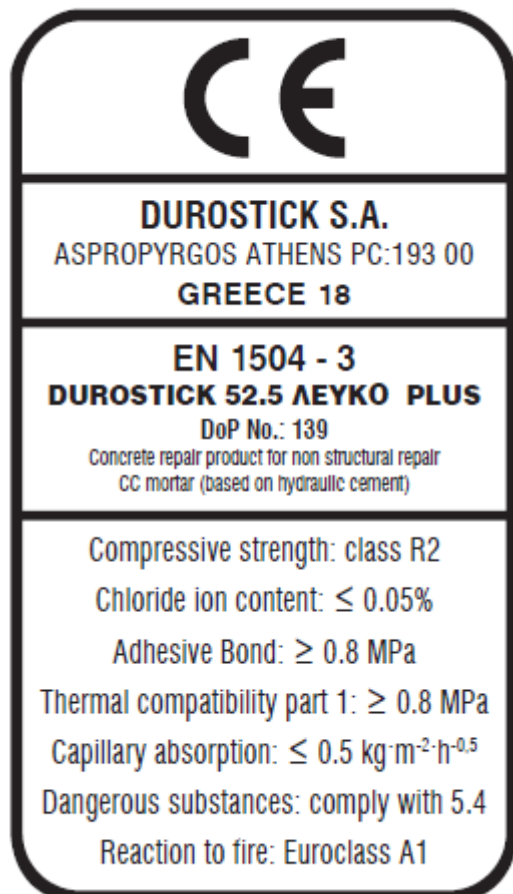 CE
DUROSTICK S.A.
ASPROPYRGOS ATHENS PC:193 00
GREECE 18
EN 1504 - 3
DUROSTICK 52.5 ΛΕΥΚΟ PLUS
DoP No.: 139
Concrete repair product for non structural repair
CC mortar (based on hydraulic cement)
Compressive strength: class R2
Chloride ion content: ≤ 0.05%
Adhesive Bond: ≥ 0.8 MPa
Thermal compatibility part 1: ≥ 0.8 MPa
Capillary absorption: ≤ 0.5 kg·m⁻²·h⁻⁰,⁵
Dangerous substances: comply with 5.4
Reaction to fire: Euroclass A1